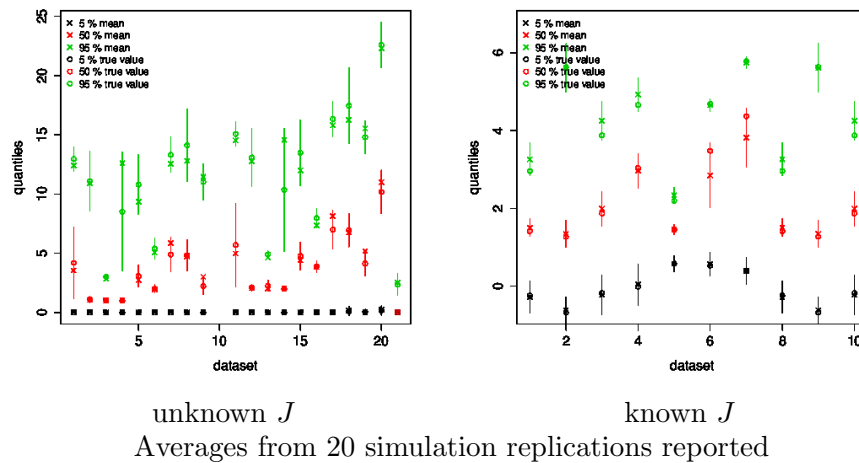 5 % mean
50 % mean
95 % mean
5 % true value
50 % true value
95 % true value
quantiles
0
5
10
15
20
25
5
10
15
20
dataset
5 % mean
50 % mean
95 % mean
5 % true value
50 % true value
95 % true value
quantiles
0
2
4
6
2
4
6
8
10
dataset
unknown J
known J
Averages from 20 simulation replications reported